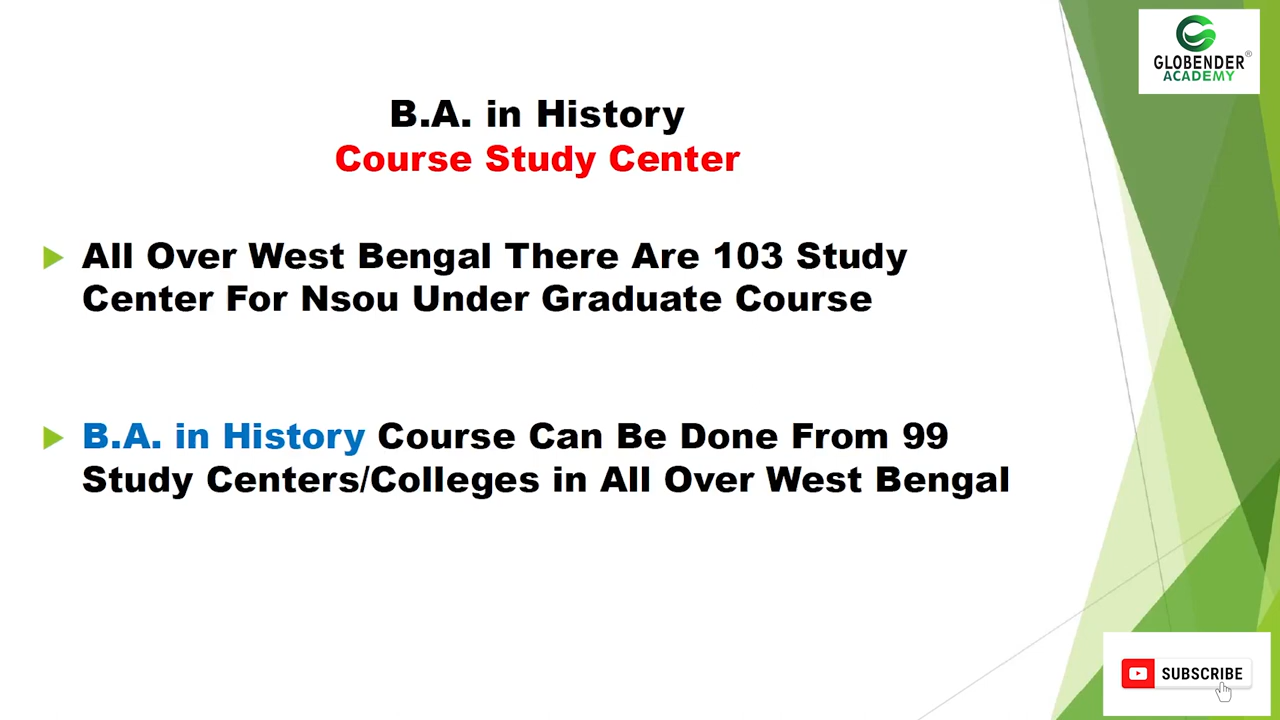 GLOBENDER®
ACADEMY
B.A. in History
Course Study Center
All Over West Bengal There Are 103 Study
Center For Nsou Under Graduate Course
B.A. in History Course Can Be Done From 99
Study Centers/Colleges in All Over West Bengal
SUBSCRIBE